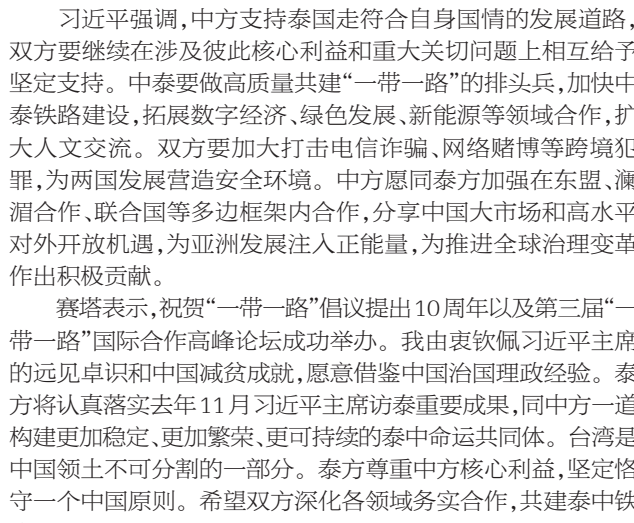 习近平强调,中方支持泰国走符合自身国情的发展道路,
双方要继续在涉及彼此核心利益和重大关切问题上相互给予
坚定支持。中泰要做高质量共建“一带一路”的排头兵,加快中
泰铁路建设,拓展数字经济、绿色发展、新能源等领域合作,扩
大人文交流。双方要加大打击电信诈骗、网络赌博等跨境犯
罪,为两国发展营造安全环境。中方愿同泰方加强在东盟、澜
湄合作、联合国等多边框架内合作,分享中国大市场和高水平
对外开放机遇,为亚洲发展注入正能量,为推进全球治理变革
作出积极贡献。
赛塔表示,祝贺“一带一路”倡议提出10周年以及第三届“一
带一路”国际合作高峰论坛成功举办。我由衷钦佩习近平主席
的远见卓识和中国减贫成就,愿意借鉴中国治国理政经验。泰
方将认真落实去年11月习近平主席访泰重要成果,同中方一道
构建更加稳定、更加繁荣、更可持续的泰中命运共同体。台湾是
中国领土不可分割的一部分。泰方尊重中方核心利益,坚定恪
守一个中国原则。希望双方深化各领域务实合作,共建泰中铁